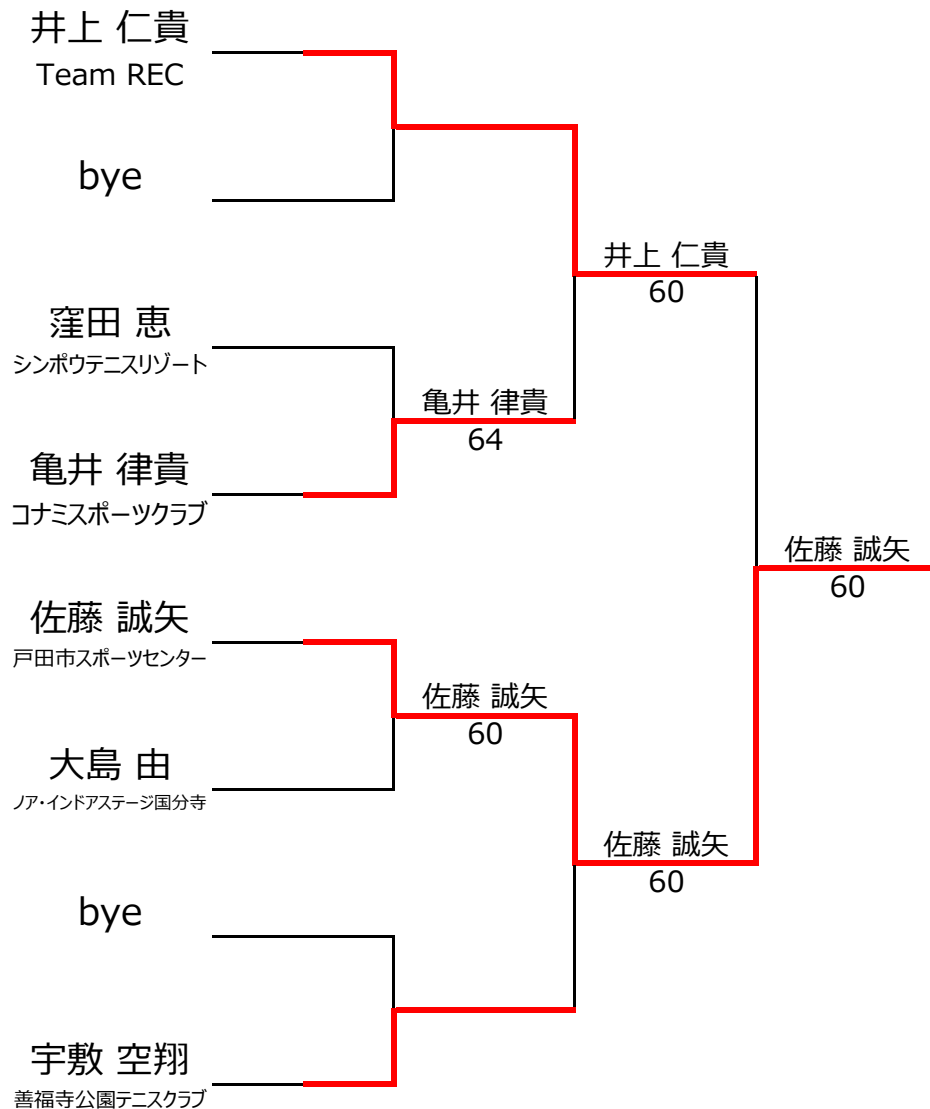 井上 仁貴
Team REC
bye
井上 仁貴
60
窪田 恵
シンポウテニスリゾート
亀井 律貴
64
亀井 律貴
コナミスポーツクラブ
佐藤 誠矢
60
佐藤 誠矢
戸田市スポーツセンター
佐藤 誠矢
60
大島 由
ノア・インドアステージ国分寺
佐藤 誠矢
60
bye
宇敷 空翔
善福寺公園テニスクラブ